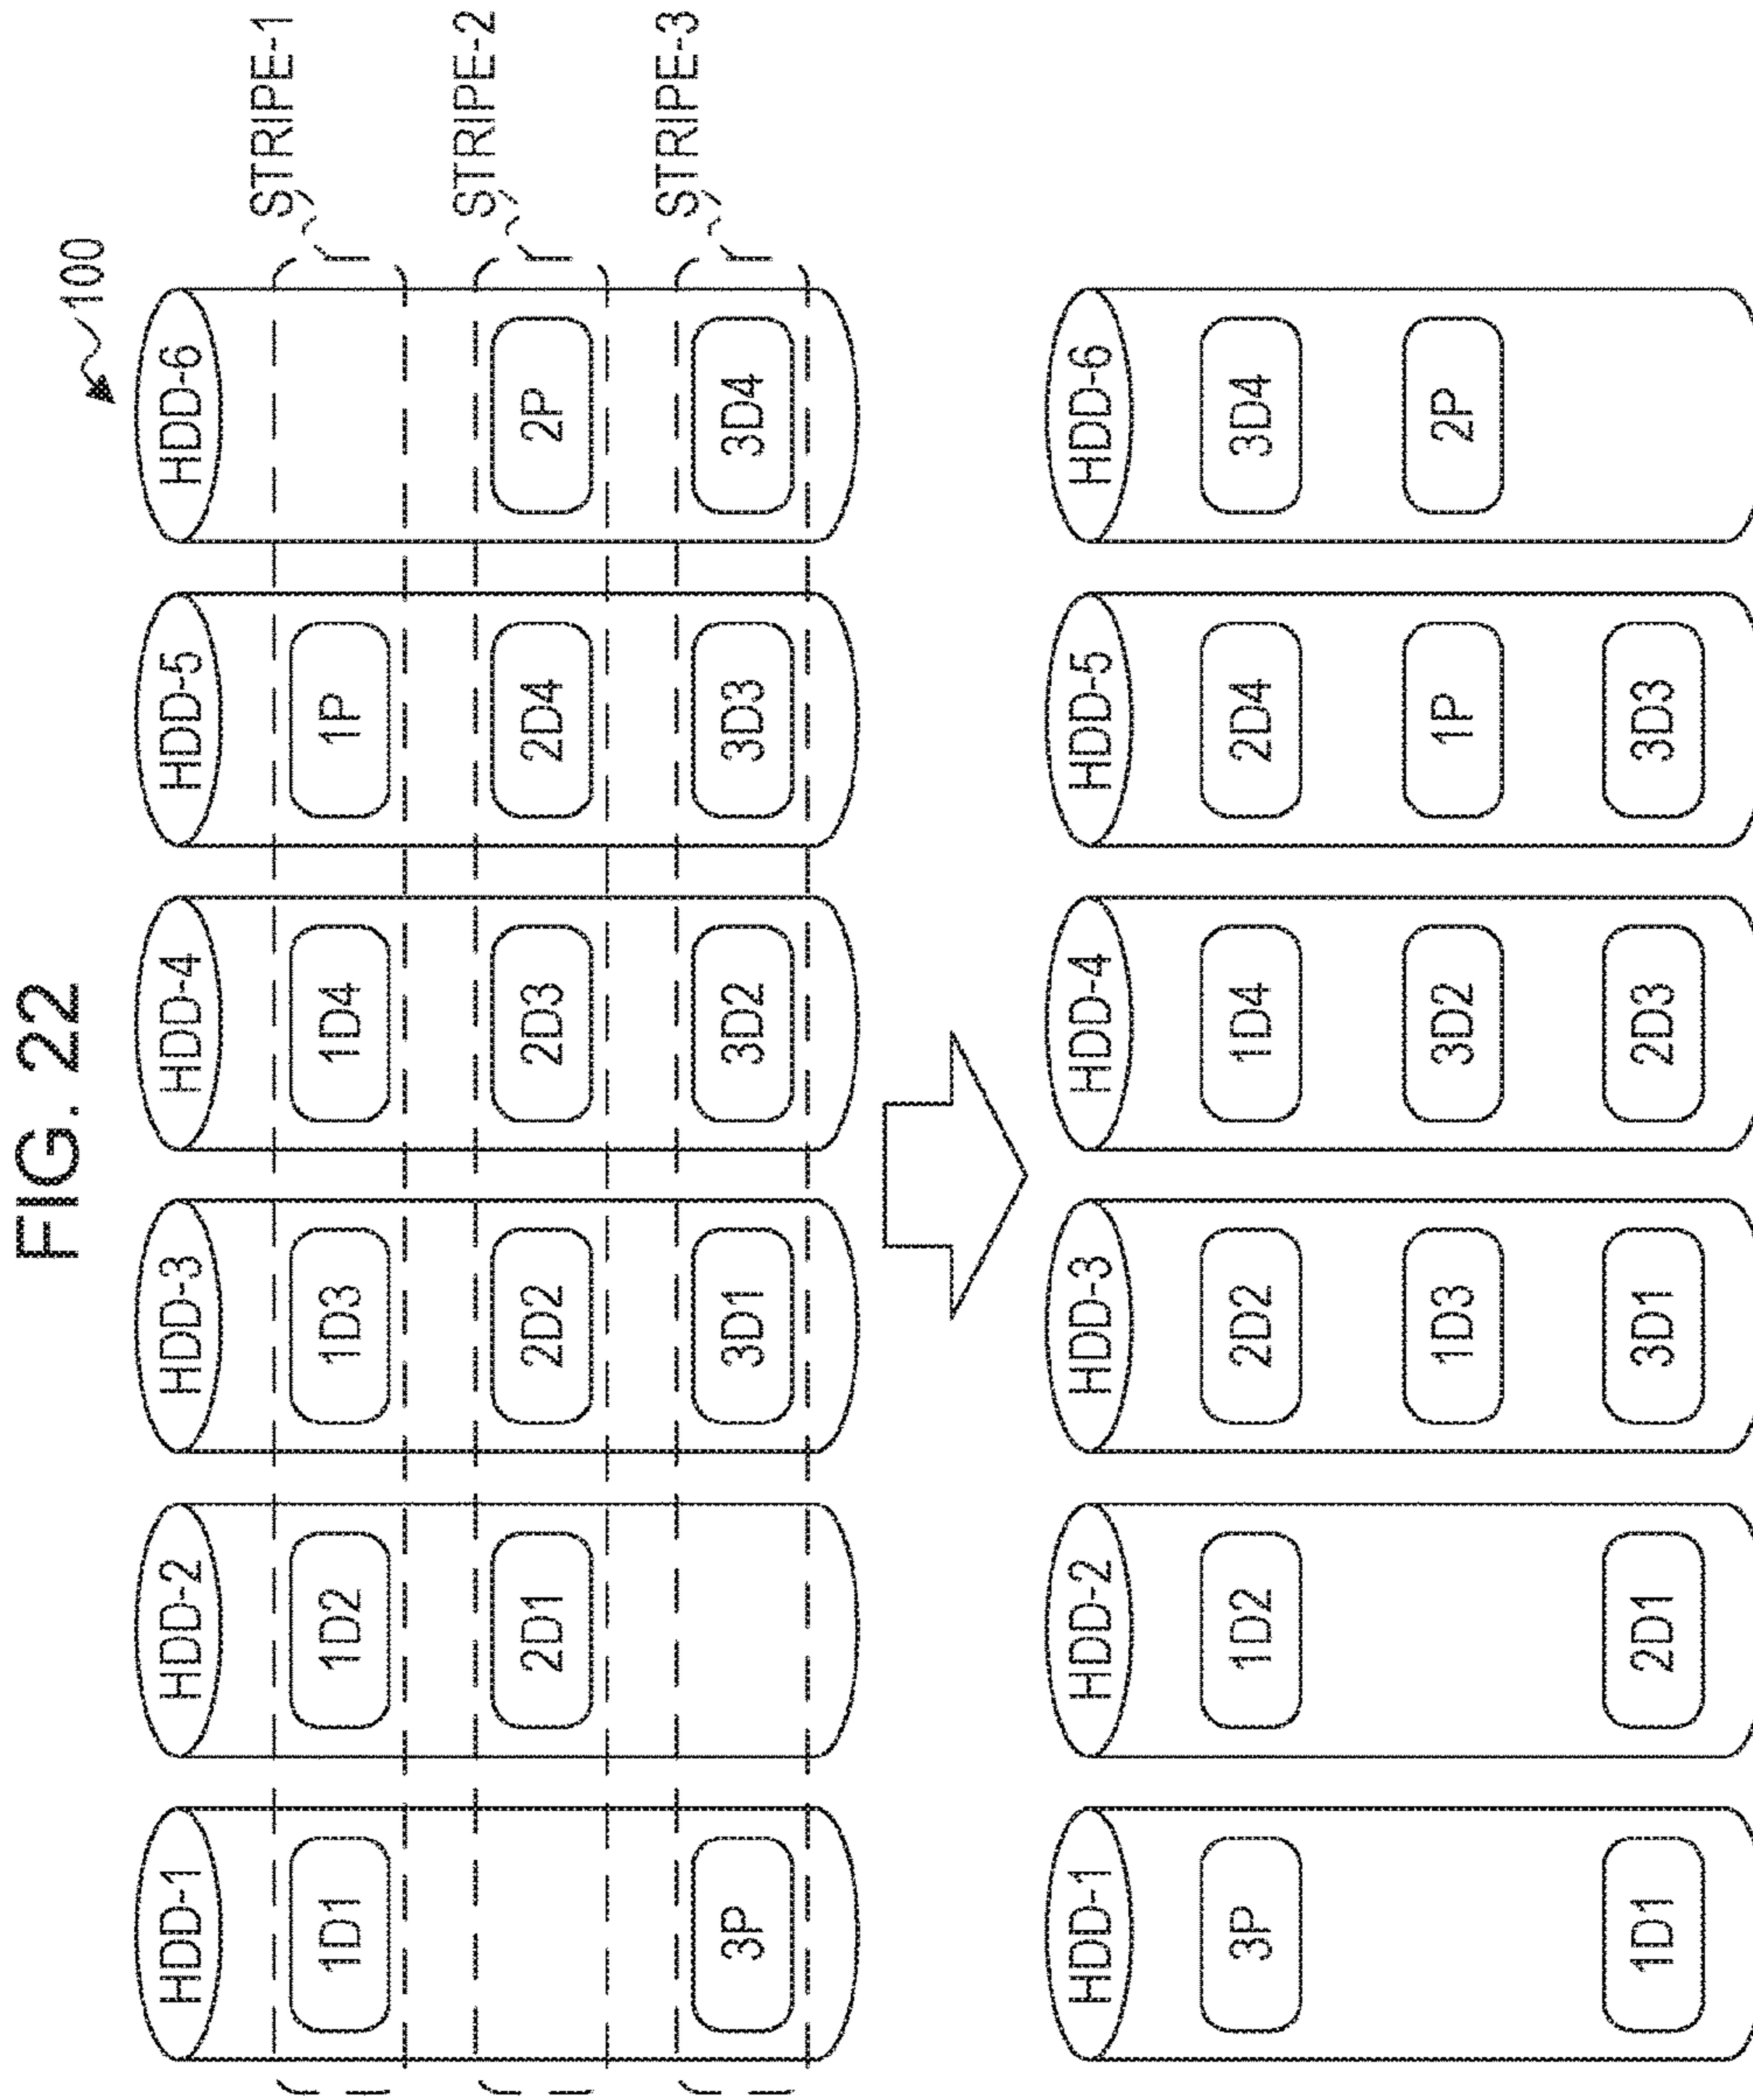 FIG. 22
100
HDD-1 HDD-2 HDD-3 HDD-4 HDD-5 HDD-6
1D1 1D2 1D3 1D4 1P STRIPE-1
2D1 2D2 2D3 2D4 2P STRIPE-2
3P 3D1 3D2 3D3 3D4 STRIPE-3
HDD-1 HDD-2 HDD-3 HDD-4 HDD-5 HDD-6
3P 1D2 2D2 1D4 2D4 3D4
1D3 3D2 1P 2P
1D1 2D1 3D1 2D3 3D3